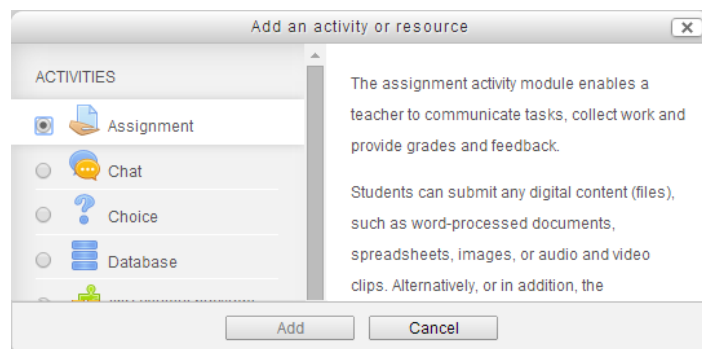 Add an activity or resource
ACTIVITIES
Assignment
Chat
Choice
Database
The assignment activity module enables a
teacher to communicate tasks, collect work and
provide grades and feedback.
Students can submit any digital content (files),
such as word-processed documents,
spreadsheets, images, or audio and video
clips. Alternatively, or in addition, the
Add
Cancel